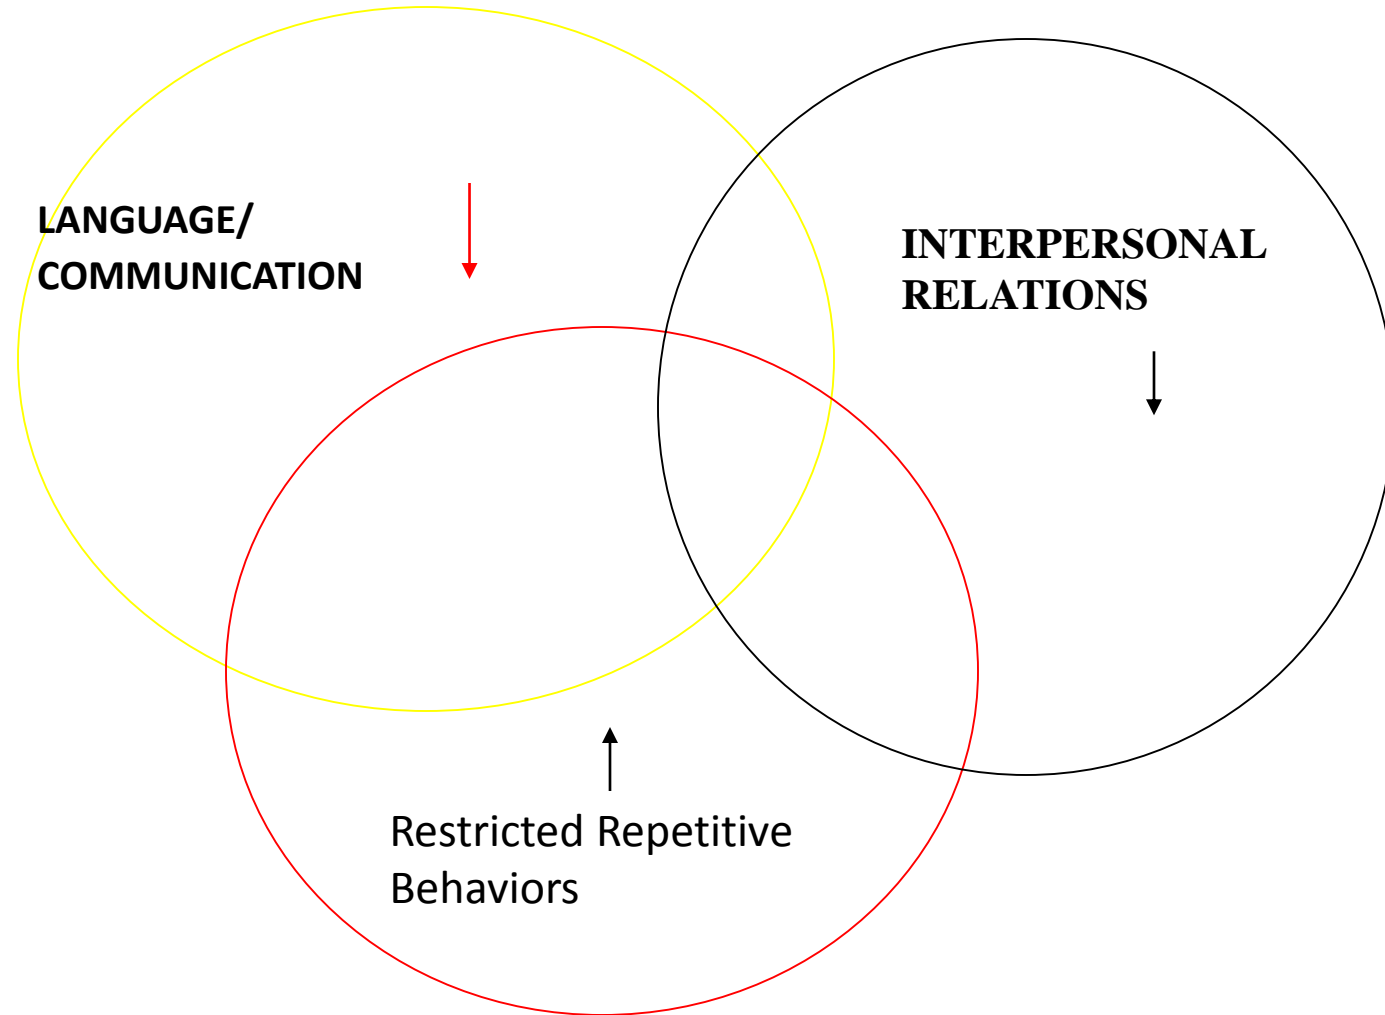 LANGUAGE/
COMMUNICATION
INTERPERSONAL
RELATIONS
Restricted Repetitive
Behaviors